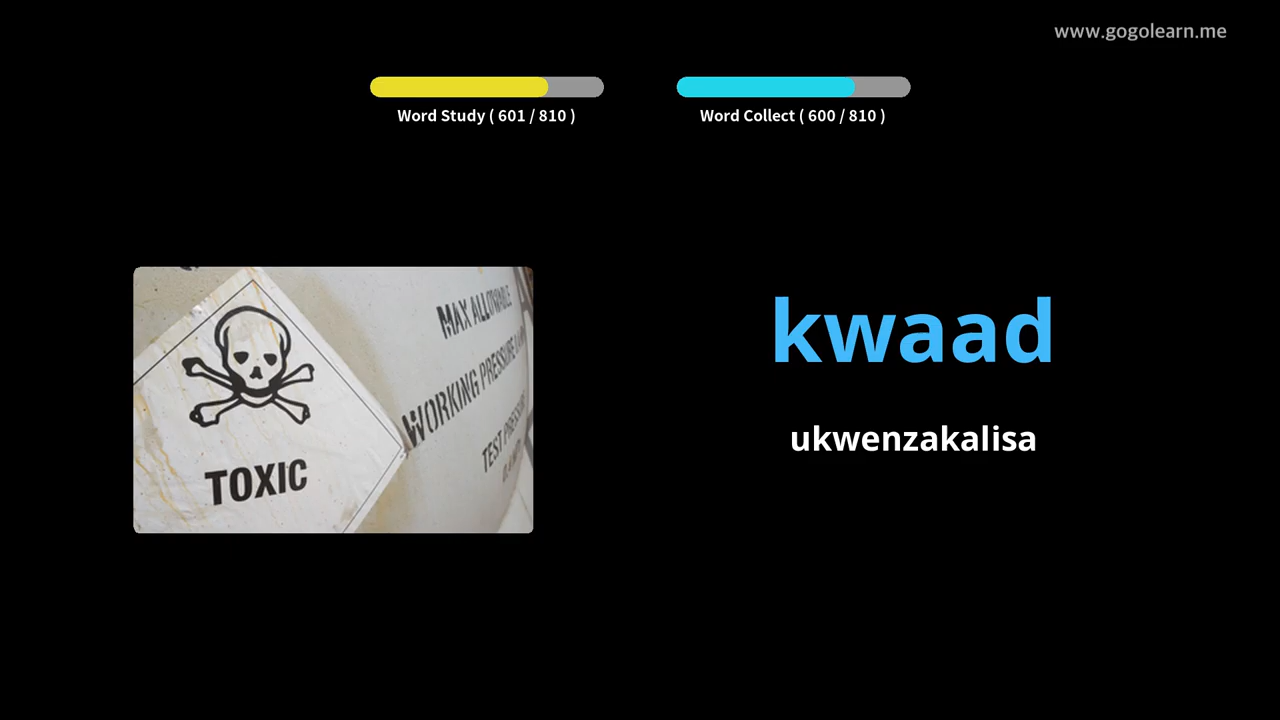 www.gogolearn.me
Word Study ( 601 / 810 )
Word Collect ( 600 / 810 )
MAX ALLOWABLE
WORKING PRESSURE
TEST
TOXIC
kwaad
ukwenzakalisa